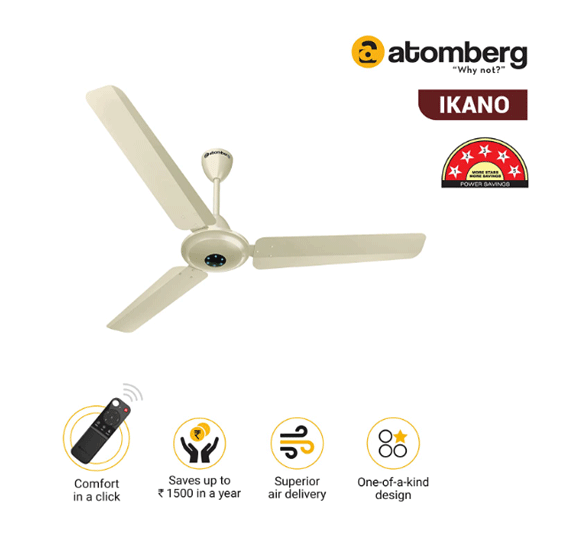 atomberg
"Why not?"
IKANO
MORE STARS
MORE SAVINGS
POWER SAVINGS
atomberg
Comfort
in a click
Saves up to
₹ 1500 in a year
Superior
air delivery
One-of-a-kind
design